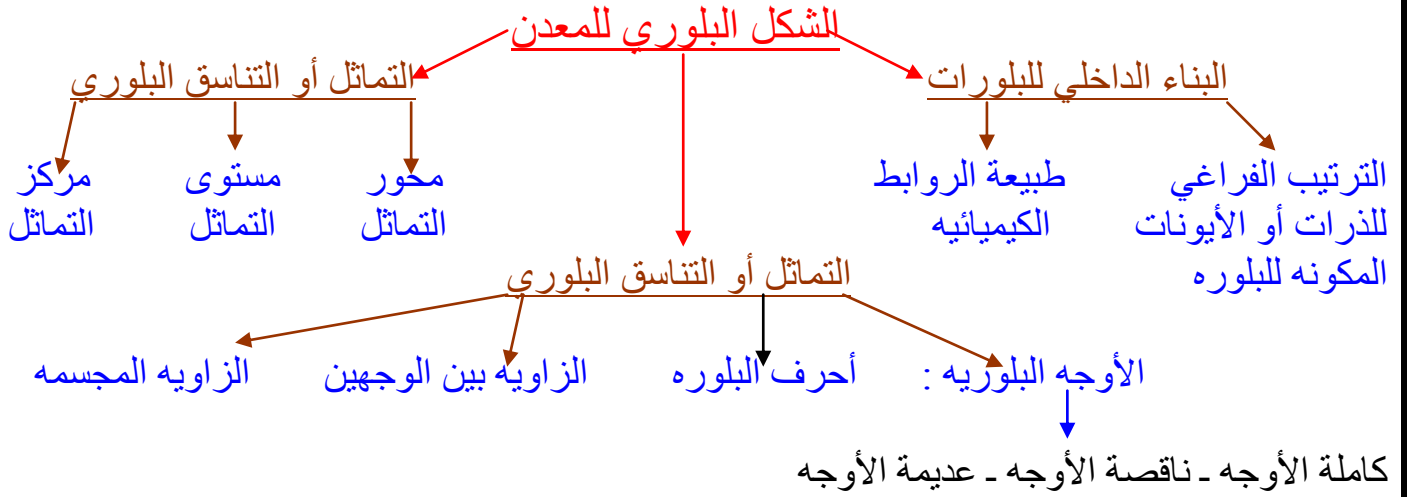 الشكل البلوري للمعدن
البناء الداخلي للبلورات
التماثل أو التناسق البلوري
الترتيب الفراغي
للذرات أو الأيونات
المكونه للبلوره
طبيعة الروابط
الكيميائيه
محور
التماثل
مستوى
التماثل
مركز
التماثل
التماثل أو التناسق البلوري
الأوجه البلوريه :
أحرف البلوره
الزاويه بين الوجهين
الزاويه المجسمه
كاملة الأوجه ـ ناقصة الأوجه ـ عديمة الأوجه